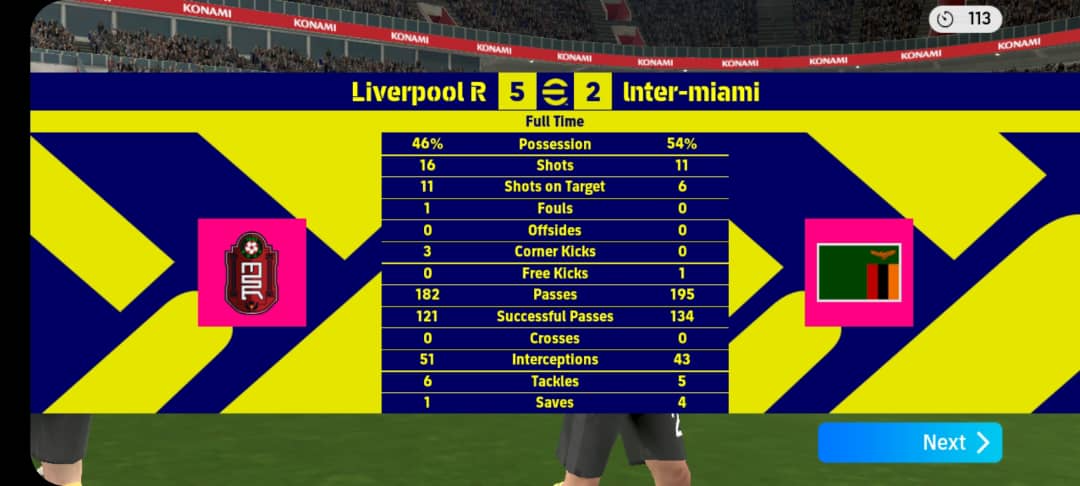 KONAMI KONAMI KONAMI KONAMI KONAMI KONAMI KONAMI KONAMI KONAMI KONAMI
113
Liverpool R 5 2 Inter-miami
Full Time
46% Possession 54%
16 Shots 11
11 Shots on Target 6
1 Fouls 0
0 Offsides 0
3 Corner Kicks 0
0 Free Kicks 1
182 Passes 195
121 Successful Passes 134
0 Crosses 0
51 Interceptions 43
6 Tackles 5
1 Saves 4
2
Next